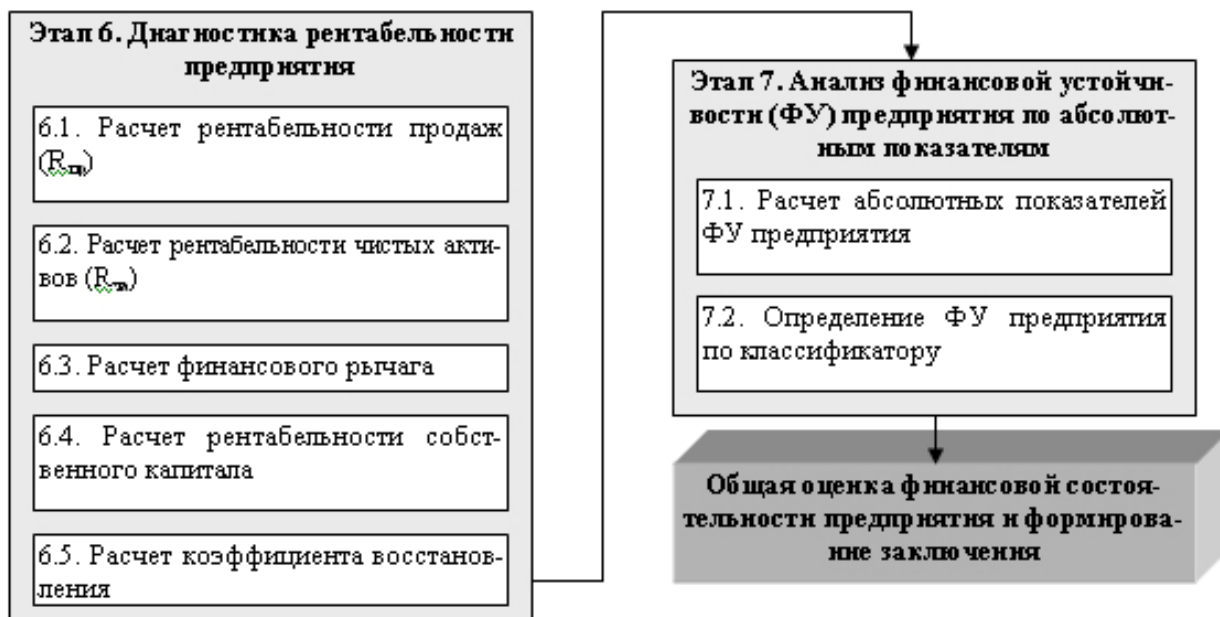 Этап 6. Диагностика рентабельности
предприятия
6.1. Расчет рентабельности продаж
(Rпр)
6.2. Расчет рентабельности чистых акти-
вов (Rча)
6.3. Расчет финансового рычага
6.4. Расчет рентабельности собст-
венного капитала
6.5. Расчет коэффициента восстанов-
ления
Этап 7. Анализ финансовой устойчи-
вости (ФУ) предприятия по абсолют-
ным показателям
7.1. Расчет абсолютных показателей
ФУ предприятия
7.2. Определение ФУ предприятия
по классификатору
Общая оценка финансовой состоя-
тельности предприятия и формирова-
ние заключения